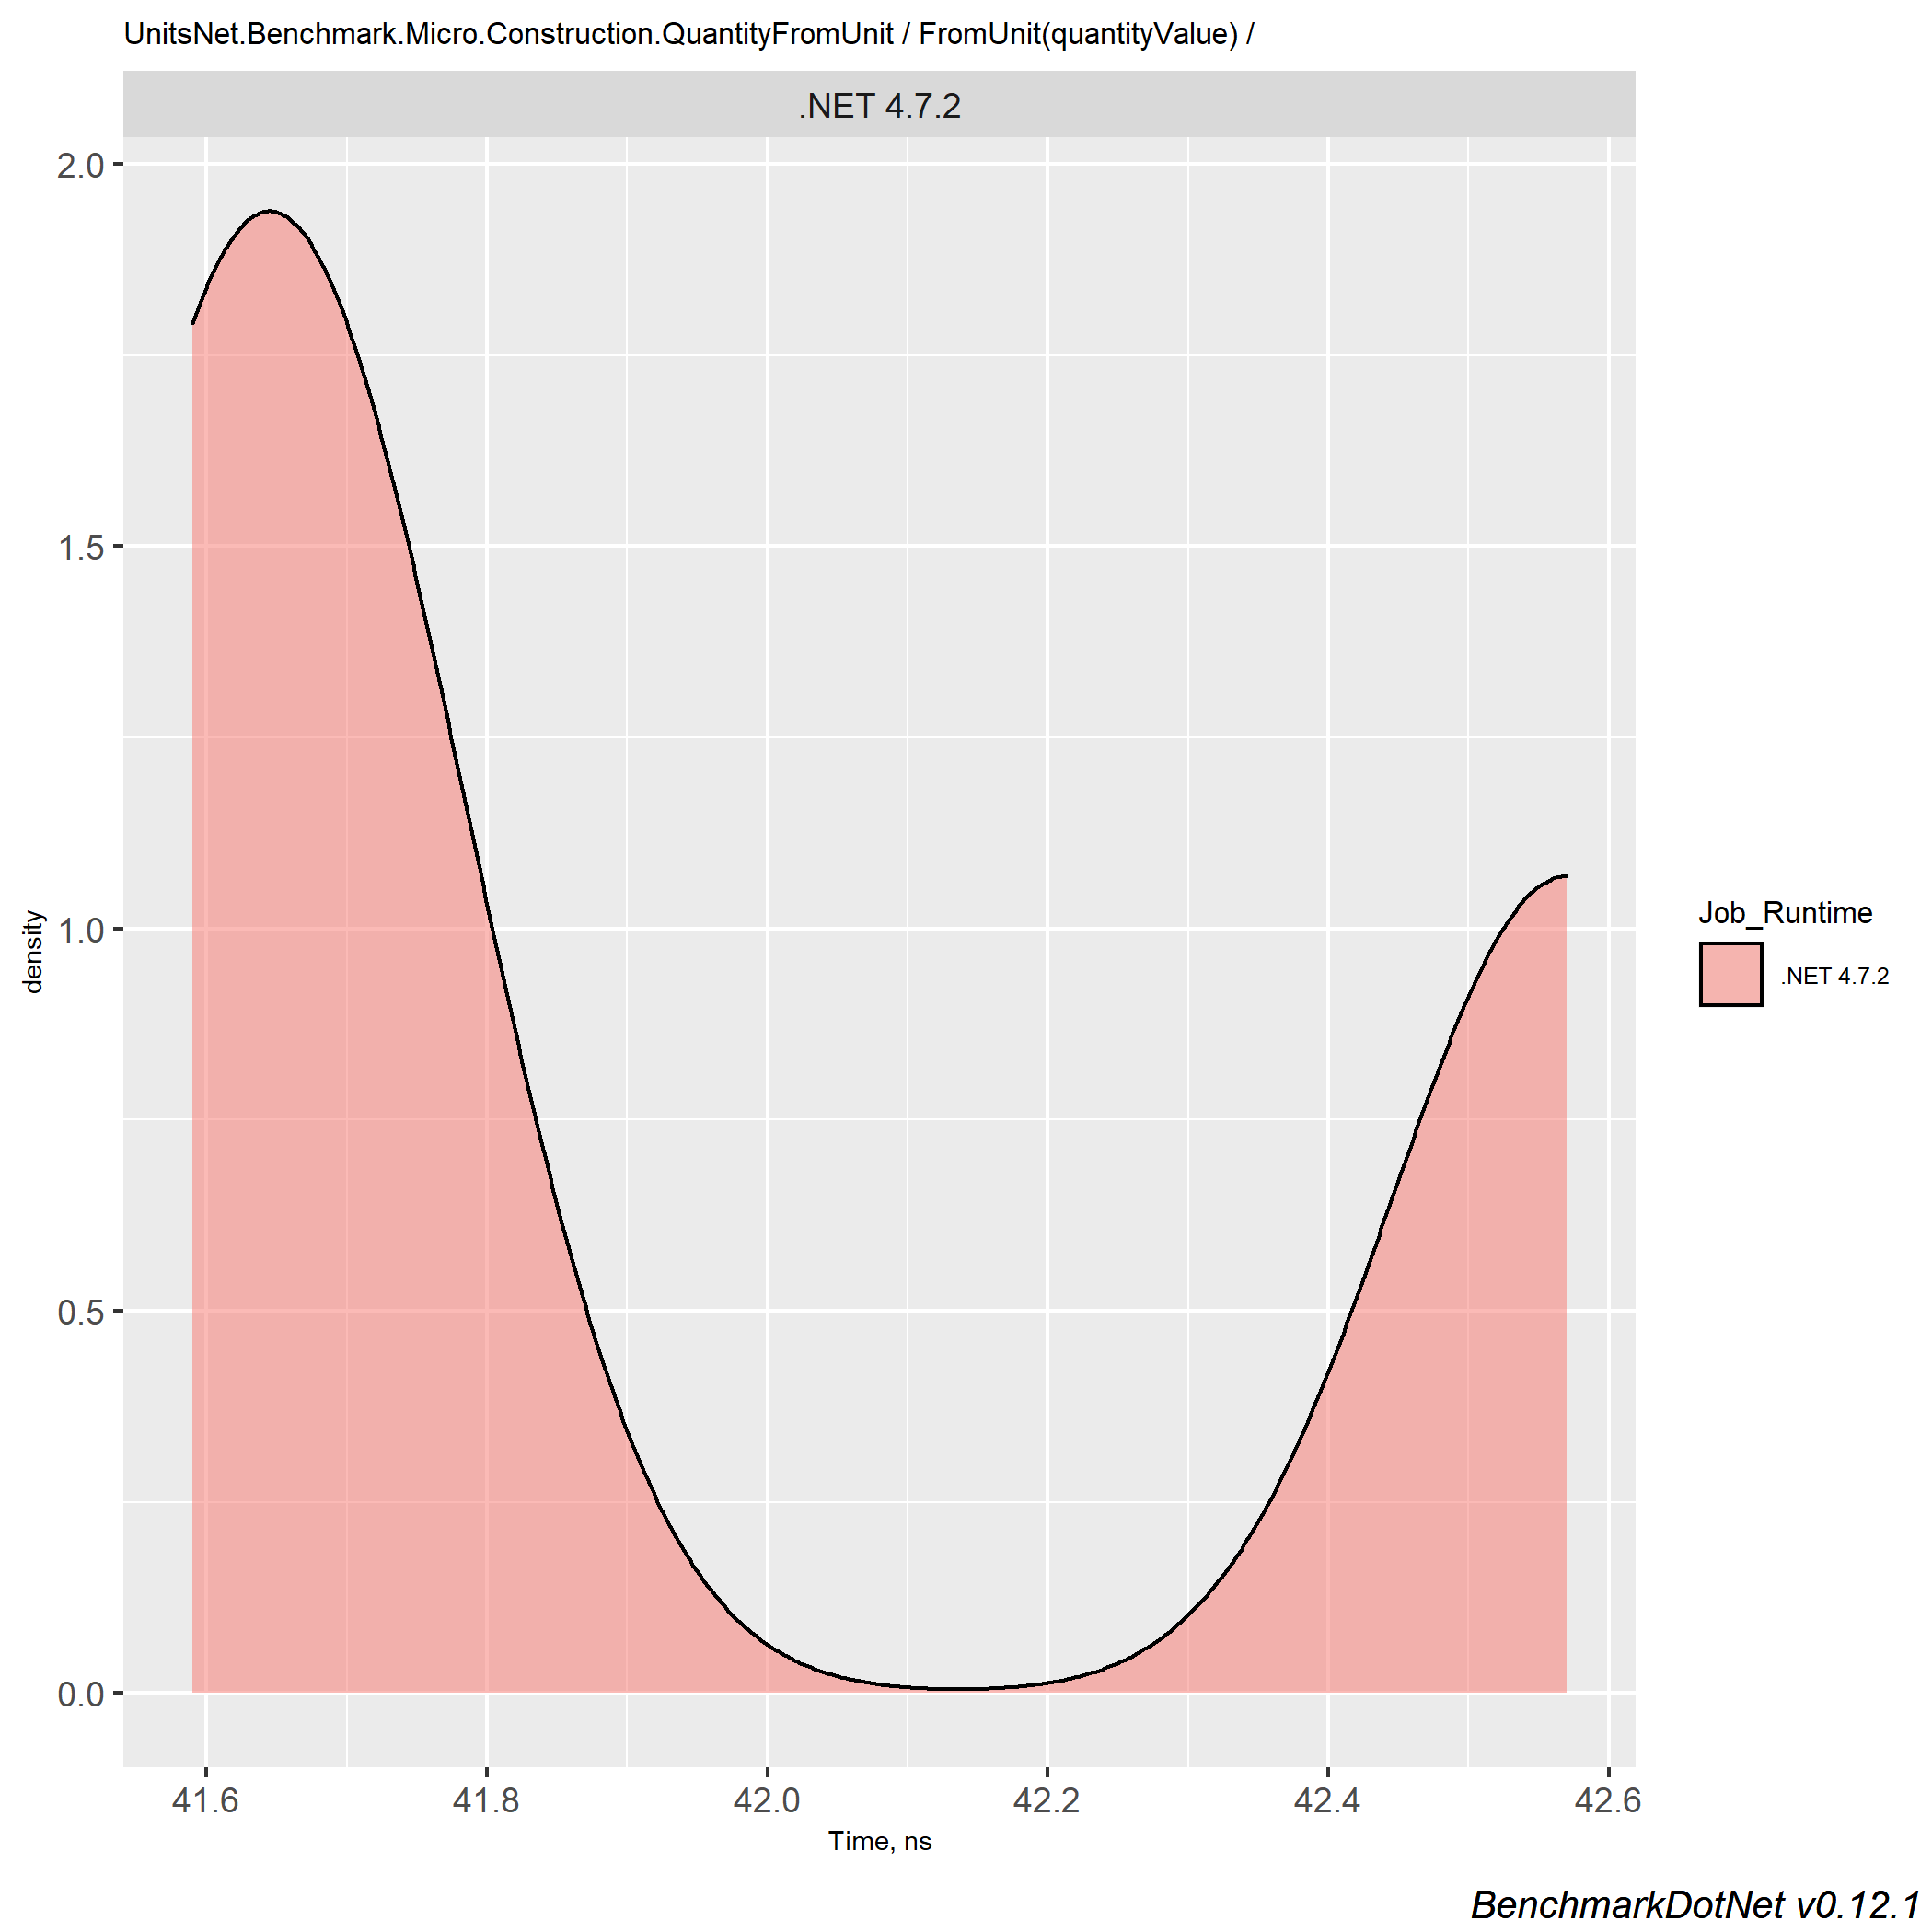 UnitsNet.Benchmark.Micro.Construction.QuantityFromUnit / FromUnit(quantityValue) /
.NET 4.7.2
2.0
1.5
1.0
0.5
0.0
density
41.6 41.8 42.0 42.2 42.4 42.6
Time, ns
Job_Runtime
.NET 4.7.2
BenchmarkDotNet v0.12.1